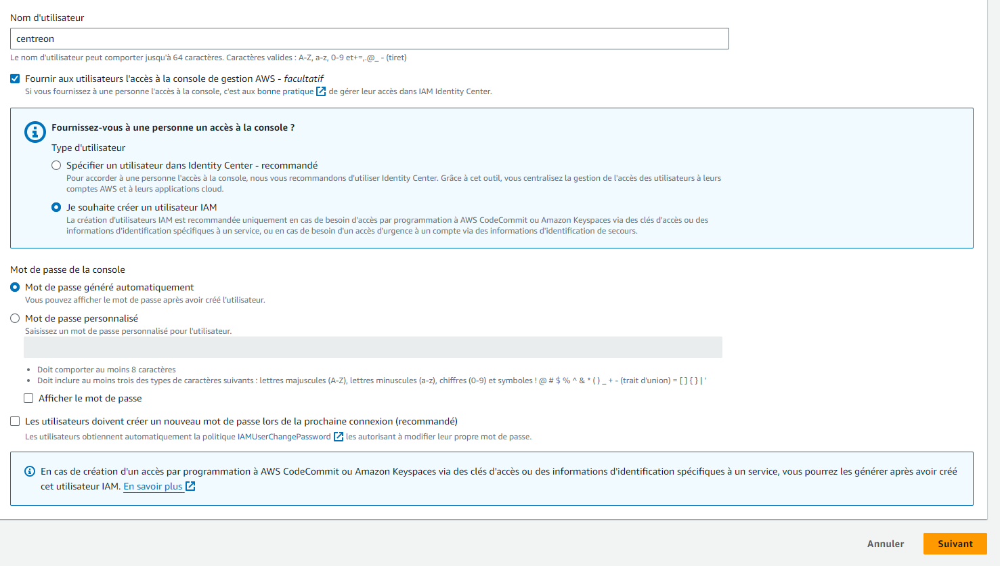 Nom d'utilisateur
centreon
Le nom d'utilisateur peut comporter jusqu'à 64 caractères. Caractères valides : A-Z, a-z, 0-9 et+=,.@_ - (tiret)
Fournir aux utilisateurs l'accès à la console de gestion AWS - facultatif
Si vous fournissez à une personne l'accès à la console, c'est aux bonne pratique de gérer leur accès dans IAM Identity Center.
Fournissez-vous à une personne un accès à la console ?
Type d'utilisateur
Spécifier un utilisateur dans Identity Center - recommandé
Pour accorder à une personne l'accès à la console, nous vous recommandons d'utiliser Identity Center. Grâce à cet outil, vous centralisez la gestion de l'accès des utilisateurs à leurs
comptes AWS et à leurs applications cloud.
Je souhaite créer un utilisateur IAM
La création d'utilisateurs IAM est recommandée uniquement en cas de besoin d'accès par programmation à AWS CodeCommit ou Amazon Keyspaces via des clés d'accès ou des
informations d'identification spécifiques à un service, ou en cas de besoin d'un accès d'urgence à un compte via des informations d'identification de secours.
Mot de passe de la console
Mot de passe généré automatiquement
Vous pouvez afficher le mot de passe après avoir créé l'utilisateur.
Mot de passe personnalisé
Saisissez un mot de passe personnalisé pour l'utilisateur.
• Doit comporter au moins 8 caractères
• Doit inclure au moins trois des types de caractères suivants : lettres majuscules (A-Z), lettres minuscules (a-z), chiffres (0-9) et symboles ! @ # $ % ^ & * ( ) _ + - (trait d'union) = [ ] { } | '
Afficher le mot de passe
Les utilisateurs doivent créer un nouveau mot de passe lors de la prochaine connexion (recommandé)
Les utilisateurs obtiennent automatiquement la politique IAMUserChangePassword les autorisant à modifier leur propre mot de passe.
En cas de création d'un accès par programmation à AWS CodeCommit ou Amazon Keyspaces via des clés d'accès ou des informations d'identification spécifiques à un service, vous pourrez les générer après avoir créé
cet utilisateur IAM. En savoir plus
Annuler
Suivant